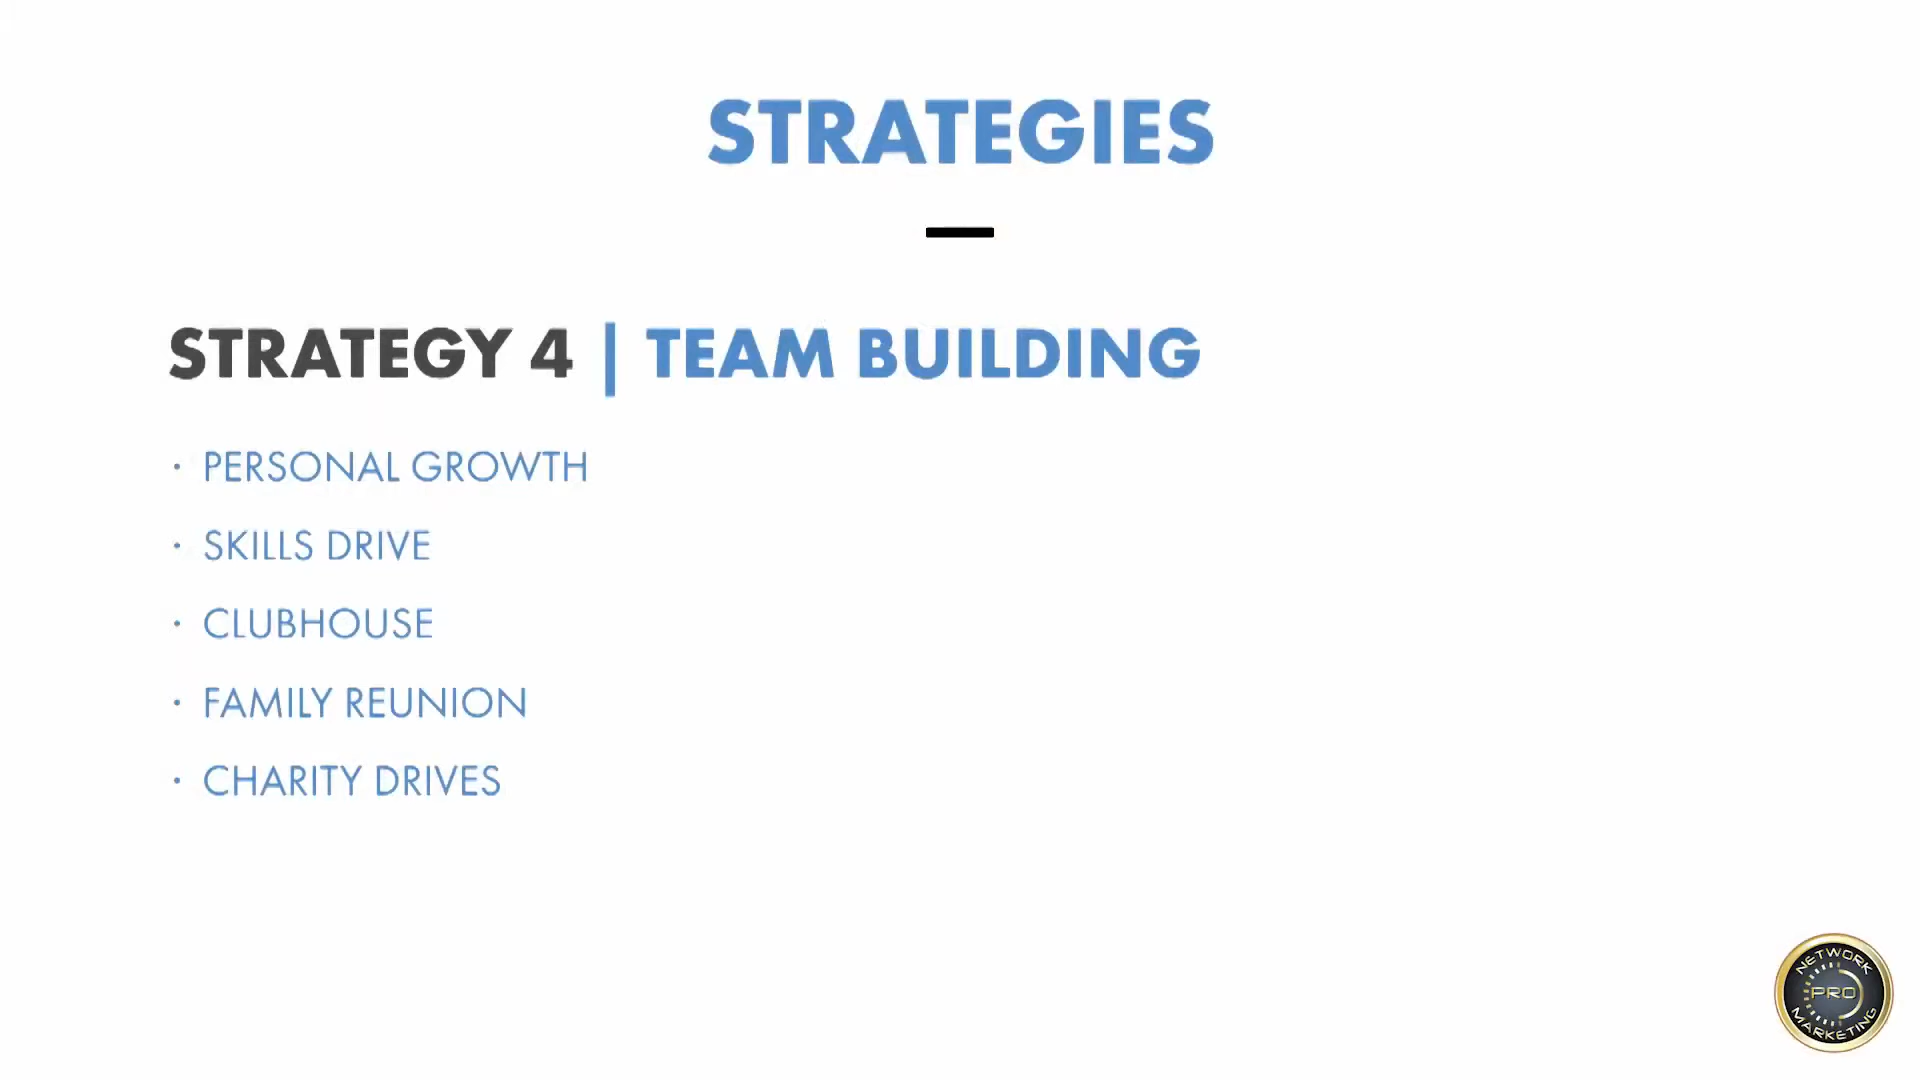 STRATEGIES
STRATEGY 4 | TEAM BUILDING
· PERSONAL GROWTH
· SKILLS DRIVE
· CLUBHOUSE
· FAMILY REUNION
· CHARITY DRIVES
NETWORK
PRO
MARKETING